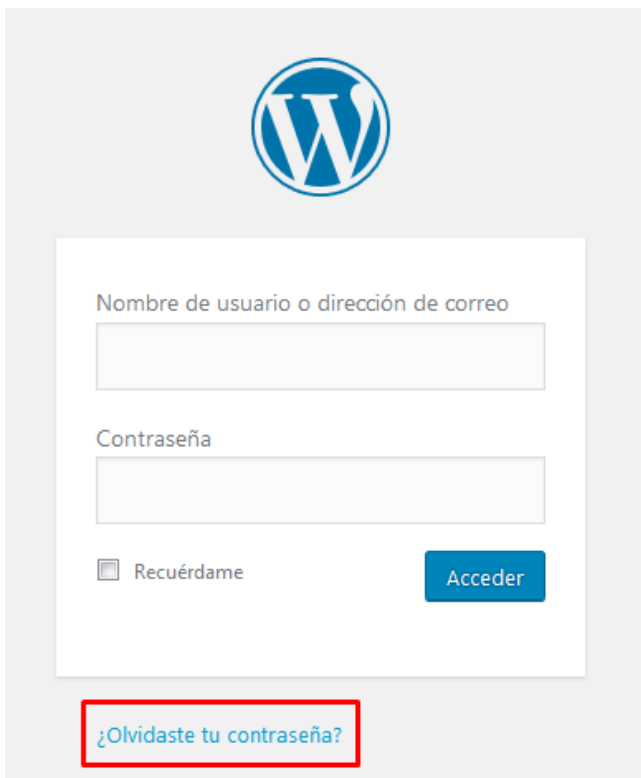 Nombre de usuario o dirección de correo
Contraseña
Recuérdame
Acceder
¿Olvidaste tu contraseña?